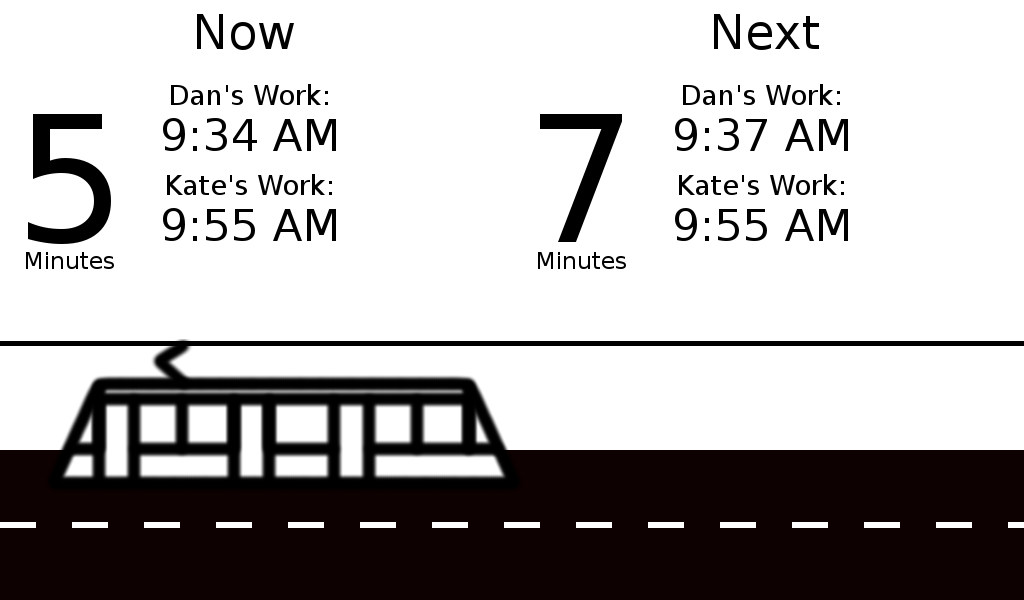 Now
5
Minutes
Dan's Work:
9:34 AM
Kate's Work:
9:55 AM
Next
7
Minutes
Dan's Work:
9:37 AM
Kate's Work:
9:55 AM